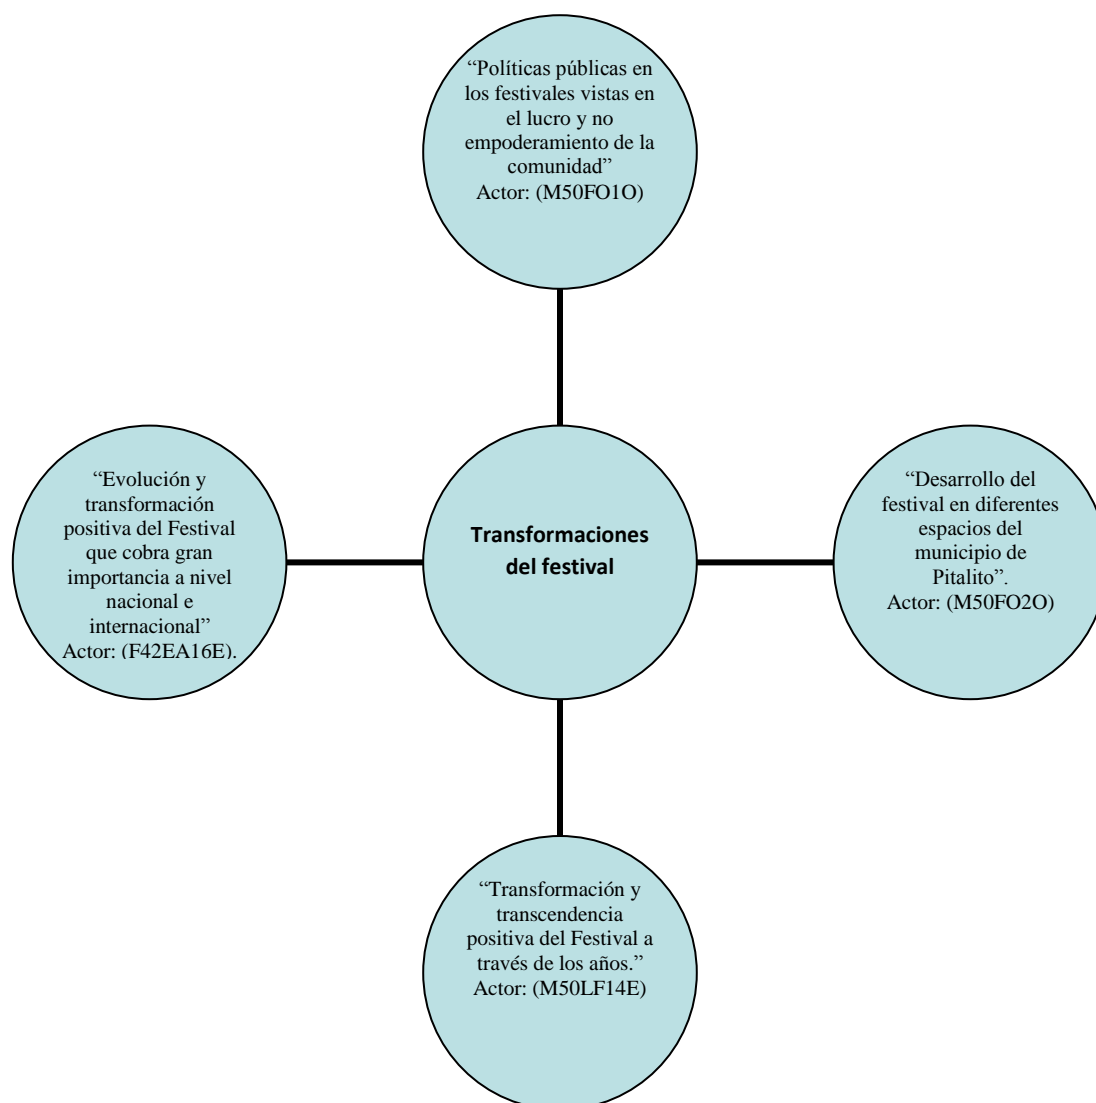 “Políticas públicas en
los festivales vistas en
el lucro y no
empoderamiento de la
comunidad”
Actor: (M50FO1O)
“Evolución y
transformación
positiva del Festival
que cobra gran
importancia a nivel
nacional e
internacional”
Actor: (F42EA16E).
Transformaciones
del festival
“Desarrollo del
festival en diferentes
espacios del
municipio de
Pitalito”.
Actor: (M50FO2O)
“Transformación y
transcendencia
positiva del Festival a
través de los años.”
Actor: (M50LF14E)